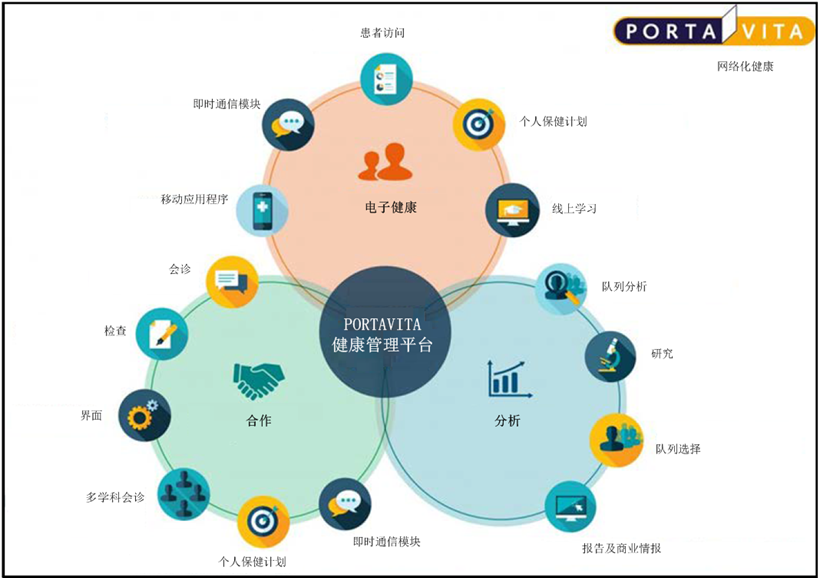 患者访问
PORTAVITA
网络化健康
即时通信模块
个人保健计划
移动应用程序
电子健康
线上学习
会诊
队列分析
检查
PORTAVITA
健康管理平台
研究
界面
合作
分析
队列选择
多学科会诊
即时通信模块
报告及商业情报
个人保健计划